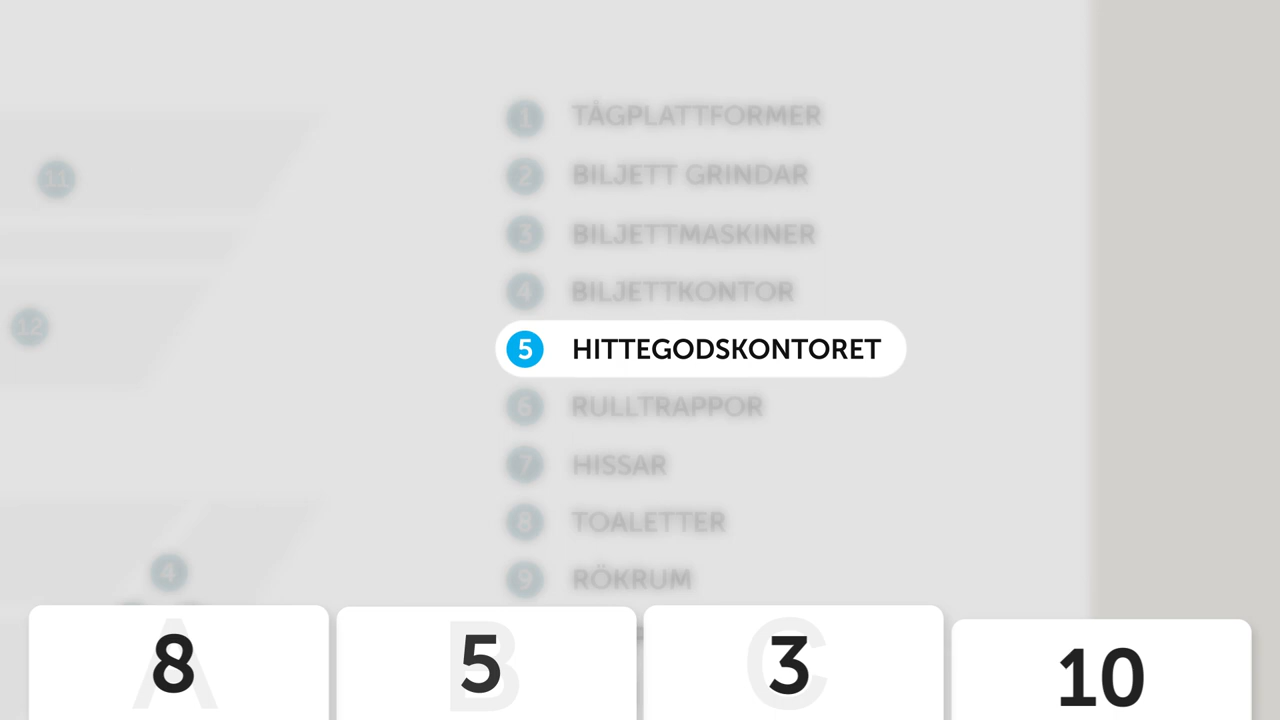 1 TÅGPLATTFORMER
11
2 BILJETT GRINDAR
3 BILJETTMASKINER
4 BILJETTKONTOR
12
5 HITTEGODSKONTORET
6 RULLTRAPPOR
7 HISSAR
8 TOALETTER
4
9 RÖKRUM
A B C
8 5 3 10